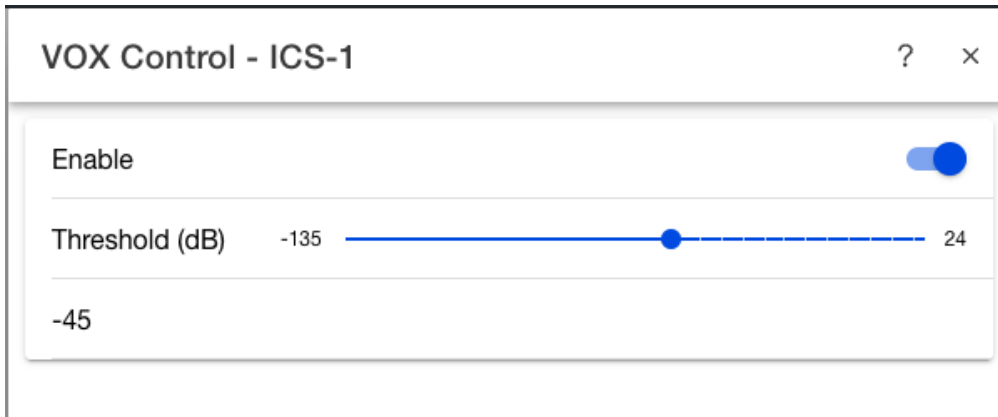 VOX Control - ICS-1 ? ×
Enable
Threshold (dB) -135 24
-45